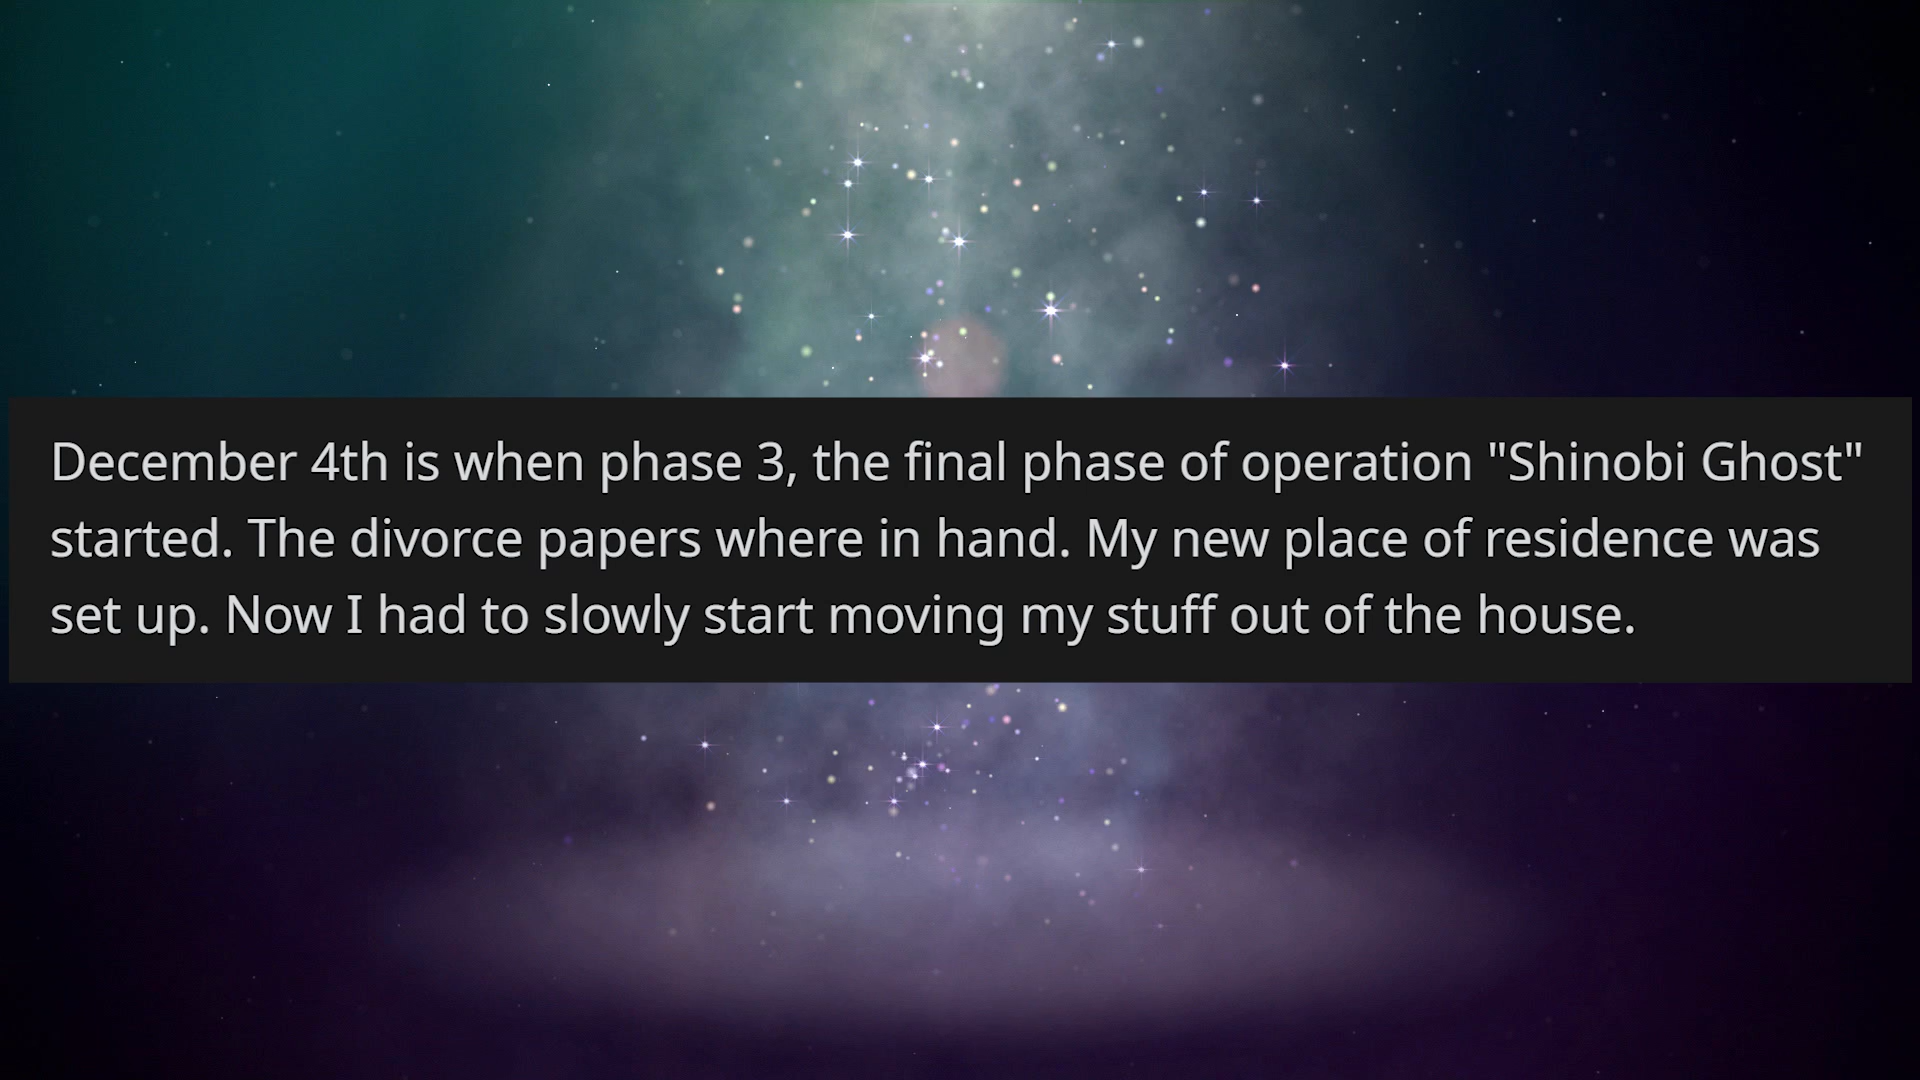 December 4th is when phase 3, the final phase of operation "Shinobi Ghost"
started. The divorce papers where in hand. My new place of residence was
set up. Now I had to slowly start moving my stuff out of the house.